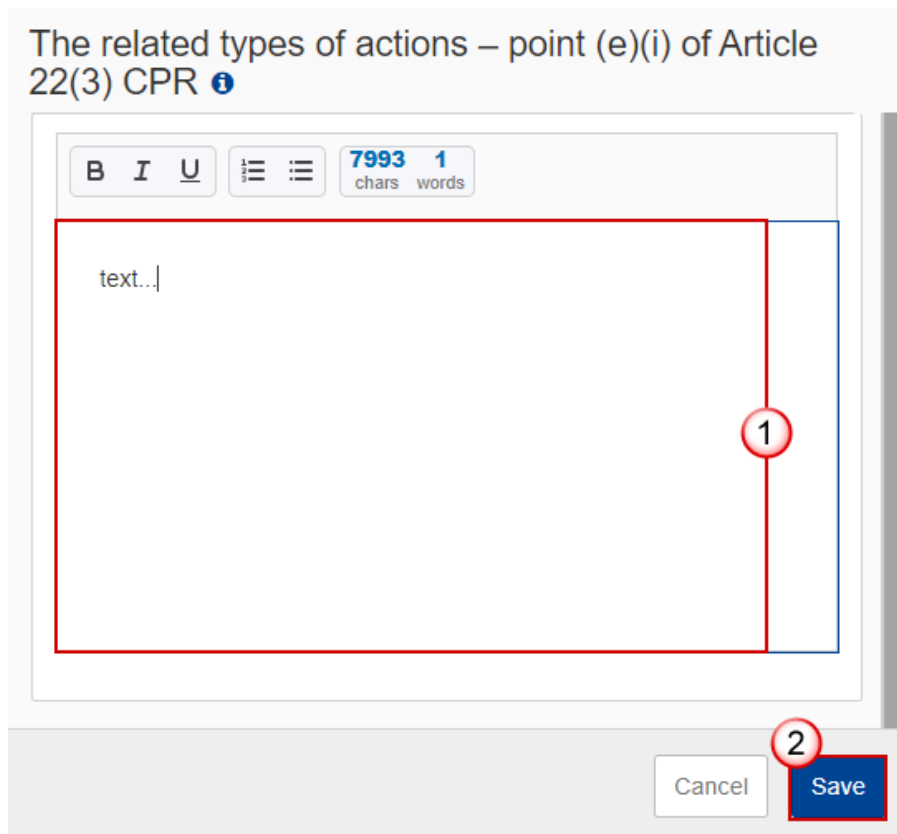 The related types of actions – point (e)(i) of Article
22(3) CPR
B I U 7993 1
chars words
text...
1
2
Cancel Save